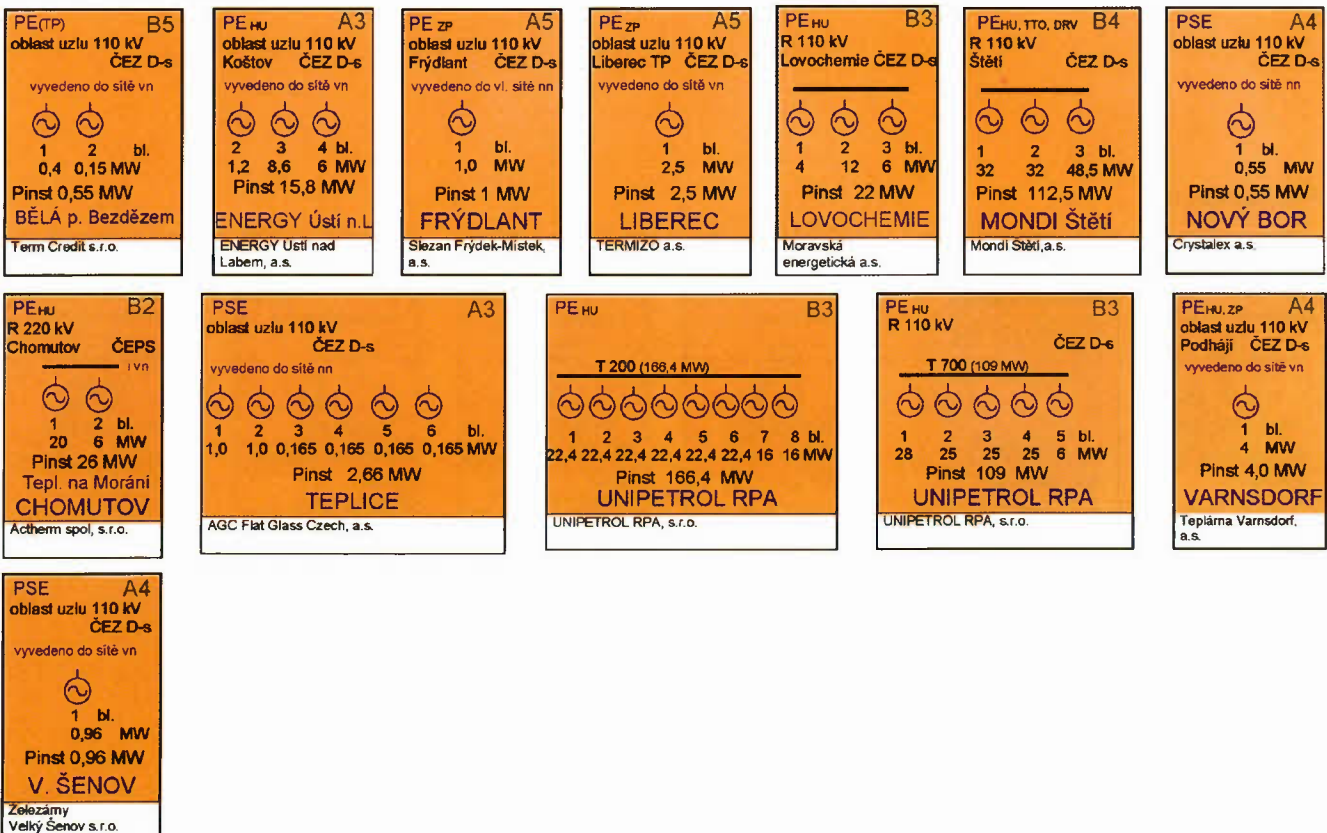 PE(TP) B5
oblast uzlu 110 kV
ČEZ D-s
vyvedeno do sítě vn
1 2 bl.
0,4 0,15 MW
Pinst 0,55 MW
BĚLÁ p. Bezdězem
Term Credit s.r.o.
PE HU A3
oblast uzlu 110 kV
Koštov ČEZ D-s
vyvedeno do sítě vn
2 3 4 bl.
1,2 8,6 6 MW
Pinst 15,8 MW
ENERGY Ústí n.L
ENERGY Ústí nad
Labem, a.s.
PE ZP A5
oblast uzlu 110 kV
Frýdlant ČEZ D-s
vyvedeno do vl. sítě nn
1 bl.
1,0 MW
Pinst 1 MW
FRÝDLANT
Slezan Frýdek-Místek,
a.s.
PE ZP A5
oblast uzlu 110 kV
Liberec TP ČEZ D-s
vyvedeno do sítě vn
1 bl.
2,5 MW
Pinst 2,5 MW
LIBEREC
TERMIZO a.s.
PE HU B3
R 110 kV
Lovochemie ČEZ D-s
1 2 3 bl.
4 12 6 MW
Pinst 22 MW
LOVOCHEMIE
Moravská
energetická a.s.
PE HU, TTO, DRV B4
R 110 kV
Štětí ČEZ D-s
1 2 3 bl.
32 32 48,5 MW
Pinst 112,5 MW
MONDI Štětí
Mondi Štětí,a.s.
PSE A4
oblast uzlu 110 kV
ČEZ D-s
vyvedeno do sítě nn
1 bl.
0,55 MW
Pinst 0,55 MW
NOVÝ BOR
Crystalex a.s.
PE HU B2
R 220 kV
Chomutov ČEPS
i vn
1 2 bl.
20 6 MW
Pinst 26 MW
Tepl. na Moráni
CHOMUTOV
Actherm spol, s.r.o.
PSE A3
oblast uzlu 110 kV
ČEZ D-s
vyvedeno do sítě nn
1 2 3 4 5 6 bl.
1,0 1,0 0,165 0,165 0,165 0,165 MW
Pinst 2,66 MW
TEPLICE
AGC Flat Glass Czech, a.s.
PE HU B3
T 200 (166,4 MW)
1 2 3 4 5 6 7 8 bl.
22,4 22,4 22,4 22,4 22,4 22,4 16 16 MW
Pinst 166,4 MW
UNIPETROL RPA
UNIPETROL RPA, s.r.o.
PE HU B3
R 110 kV
ČEZ D-s
T 700 (109 MW)
1 2 3 4 5 bl.
28 25 25 25 6 MW
Pinst 109 MW
UNIPETROL RPA
UNIPETROL RPA, s.r.o.
PE HU, ZP A4
oblast uzlu 110 kV
Podhájí ČEZ D-s
vyvedeno do sítě vn
1 bl.
4 MW
Pinst 4,0 MW
VARNSDORF
Teplárna Varnsdorf,
a.s.
PSE A4
oblast uzlu 110 kV
ČEZ D-s
vyvedeno do sítě vn
1 bl.
0,96 MW
Pinst 0,96 MW
V. ŠENOV
Železárny
Velký Šenov s.r.o.